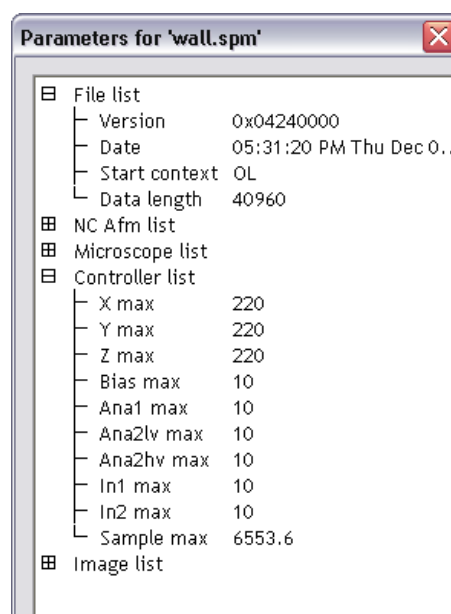 Parameters for 'wall.spm'
File list
Version 0x04240000
Date 05:31:20 PM Thu Dec 0...
Start context OL
Data length 40960
NC Afm list
Microscope list
Controller list
X max 220
Y max 220
Z max 220
Bias max 10
Ana1 max 10
Ana2lv max 10
Ana2hv max 10
In1 max 10
In2 max 10
Sample max 6553.6
Image list